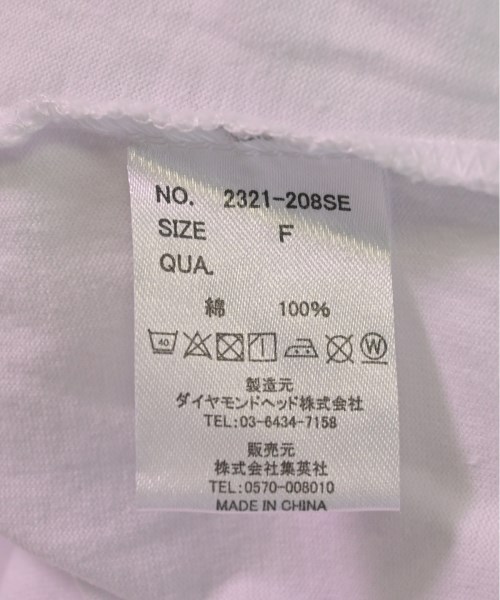 NO. 2321-208SE
SIZE F
QUA.
綿 100%
40 W
製造元
ダイヤモンドヘッド株式会社
TEL:03-6434-7158
販売元
株式会社集英社
TEL:0570-008010
MADE IN CHINA